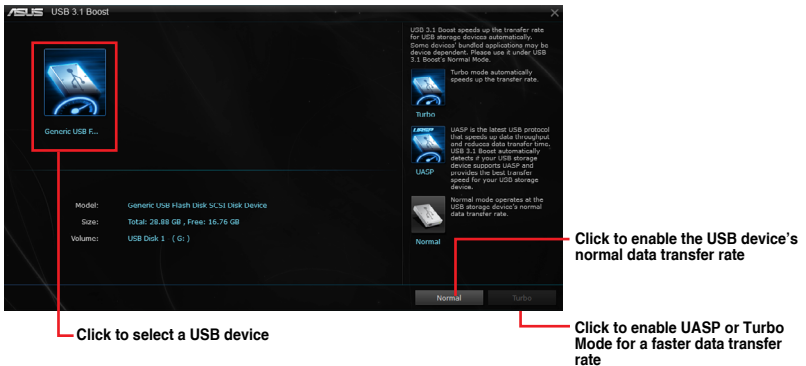 ASUS USB 3.1 Boost
Generic USB F...
Model: Generic USB Flash Disk SCSI Disk Device
Size: Total: 28.88 GB , Free: 16.76 GB
Volume: USB Disk 1 ( G: )
USB 3.1 Boost speeds up the transfer rate
for USB storage devices automatically.
Some devices' bundled applications may be
device dependent. Please use it under USB
3.1 Boost's Normal Mode.
Turbo mode automatically
speeds up the transfer rate.
Turbo
UASP
UASP is the latest USB protocol
that speeds up data throughput
and reduces data transfer time.
USB 3.1 Boost automatically
detects if your USB storage
device supports UASP and
provides the best transfer
speed for your USB storage
device.
UASP
Normal mode operates at the
USB storage device's normal
data transfer rate.
Normal
Normal
Turbo
Click to enable the USB device's
normal data transfer rate
Click to select a USB device
Click to enable UASP or Turbo
Mode for a faster data transfer
rate